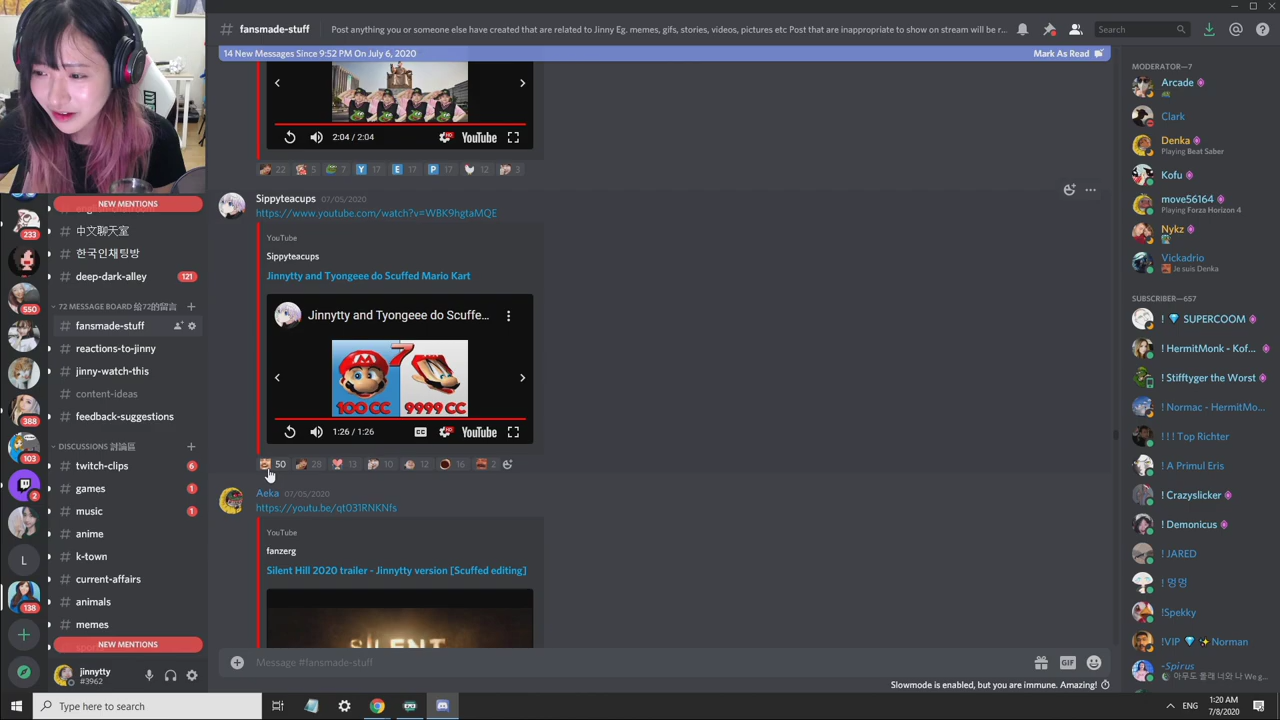 # fansmade-stuff
Post anything you or someone else have created that are related to Jinny Eg. memes, gifs, stories, videos, pictures etc Post that are inappropriate to show on stream will be r...
Search
14 New Messages Since 9:52 PM On July 6, 2020
Mark As Read
2:04 / 2:04
YouTube
22 5 7 Y 17 E 17 P 17 12 3
Sippyteacups 07/05/2020
https://www.youtube.com/watch?v=WBK9hgtaMQE
YouTube
Sippyteacups
Jinnytty and Tyongeee do Scuffed Mario Kart
Jinnytty and Tyongeee do Scuffe...
7
100 CC
9999 CC
1:26 / 1:26
CC
YouTube
50 28 13 10 12 16 2
Aeka 07/05/2020
https://youtu.be/qt031RNKNfs
YouTube
fanzerg
Silent Hill 2020 trailer - Jinnytty version [Scuffed editing]
SILENT
Message #fansmade-stuff
GIF
Slowmode is enabled, but you are immune. Amazing!
NEW MENTIONS
中文聊天室
한국인채팅방
deep-dark-alley 121
72 MESSAGE BOARD 给72的留言
fansmade-stuff
reactions-to-jinny
jinny-watch-this
content-ideas
feedback-suggestions
DISCUSSIONS 討論區
twitch-clips 6
games 1
music 1
anime
k-town
current-affairs
animals
memes
NEW MENTIONS
jinnytty
#3962
233
550
388
103
2
L
138
MODERATOR—7
Arcade
Clark
Denka
Playing Beat Saber
Kofu
move56164
Playing Forza Horizon 4
Nykz
Vickadrio
Je suis Denka
SUBSCRIBER—657
! 💎 SUPERCOOM
! HermitMonk - Kof...
! Stifftyger the Worst
! Normac - HermitMo...
! ! ! Top Richter
! A Primul Eris
! Crazyslicker
! Demonicus
! JARED
! 멍멍
!Spekky
!VIP 💎 ✨ Norman
-Spirus
아무도 몰래 너와 나 We g...
Type here to search
ENG
1:20 AM
7/8/2020